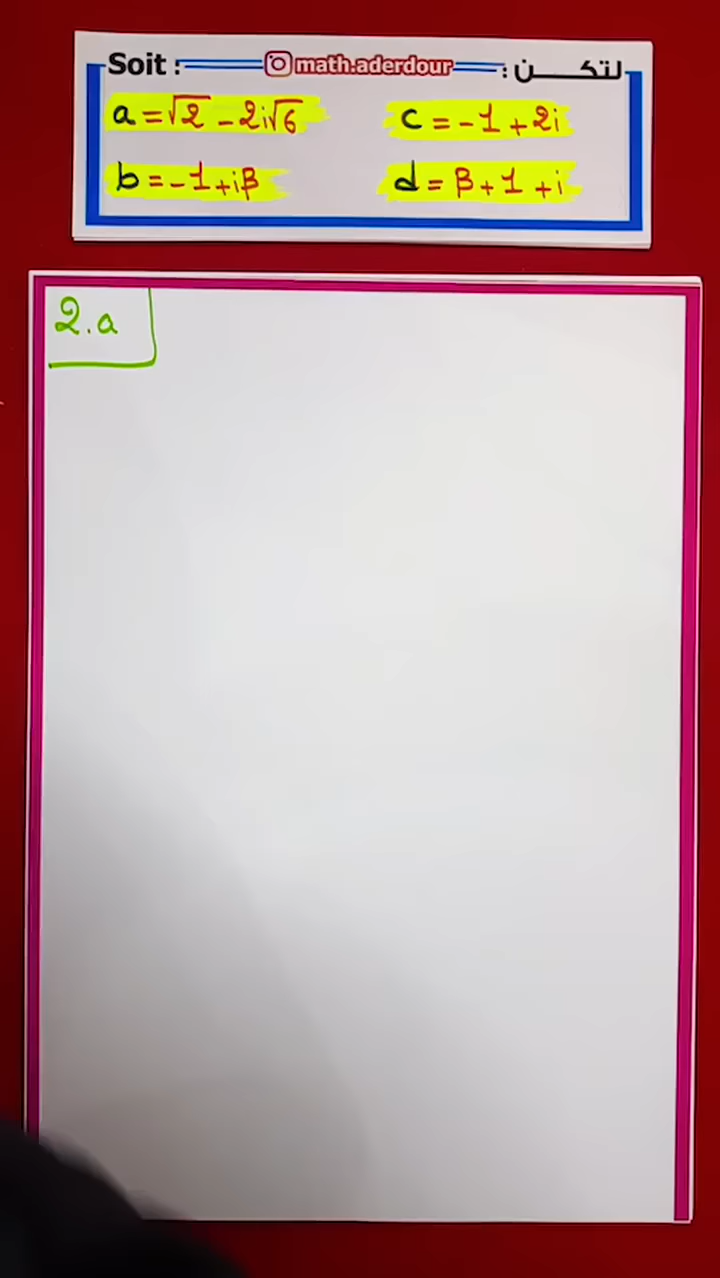 Soit : math.aderdour لتكن :
a = √2 - 2i√6 c = -1 + 2i
b = -1 + iβ d = β + 1 + i
2.a